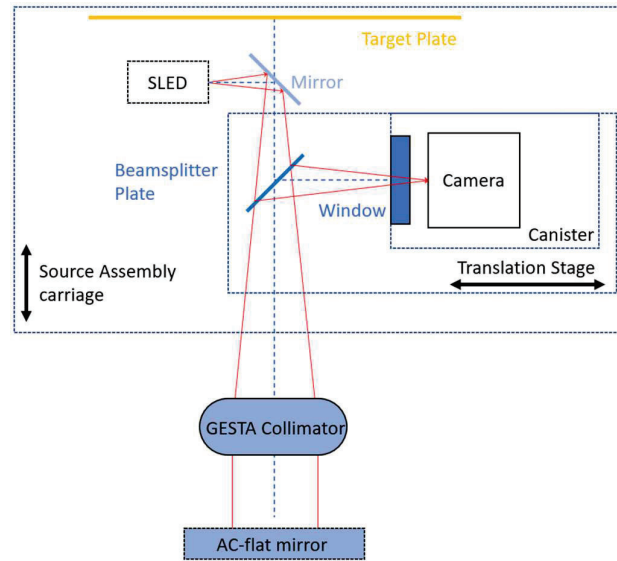 Target Plate
SLED
Mirror
Beamsplitter
Plate
Window
Camera
Canister
Source Assembly
carriage
Translation Stage
GESTA Collimator
AC-flat mirror